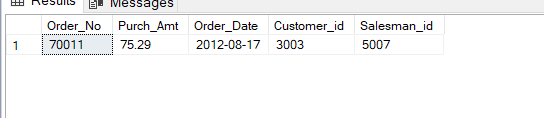 Results Messages
Order_No Purch_Amt Order_Date Customer_id Salesman_id
1 70011 75.29 2012-08-17 3003 5007